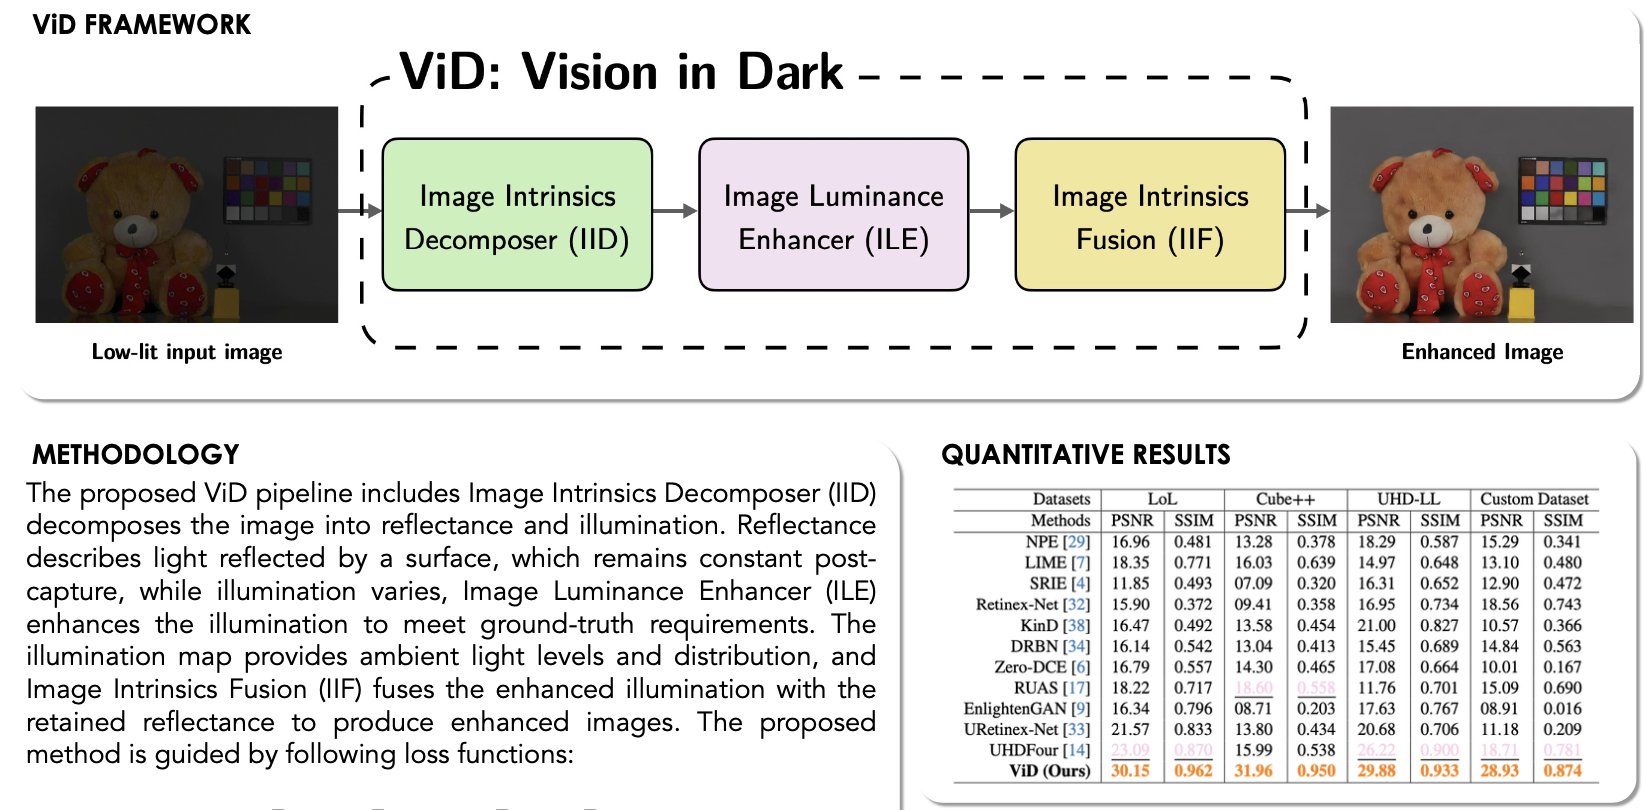 ViD FRAMEWORK
ViD: Vision in Dark
Image Intrinsics
Decomposer (IID)
Image Luminance
Enhancer (ILE)
Image Intrinsics
Fusion (IIF)
Low-lit input image
Enhanced Image
METHODOLOGY
The proposed ViD pipeline includes Image Intrinsics Decomposer (IID)
decomposes the image into reflectance and illumination. Reflectance
describes light reflected by a surface, which remains constant post-
capture, while illumination varies, Image Luminance Enhancer (ILE)
enhances the illumination to meet ground-truth requirements. The
illumination map provides ambient light levels and distribution, and
Image Intrinsics Fusion (IIF) fuses the enhanced illumination with the
retained reflectance to produce enhanced images. The proposed
method is guided by following loss functions:
QUANTITATIVE RESULTS
Datasets LoL Cube++ UHD-LL Custom Dataset
Methods PSNR SSIM PSNR SSIM PSNR SSIM PSNR SSIM
NPE [29] 16.96 0.481 13.28 0.378 18.29 0.587 15.29 0.341
LIME [7] 18.35 0.771 16.03 0.639 14.97 0.648 13.10 0.480
SRIE [4] 11.85 0.493 07.09 0.320 16.31 0.652 12.90 0.472
Retinex-Net [32] 15.90 0.372 09.41 0.358 16.95 0.734 18.56 0.743
KinD [38] 16.47 0.492 13.58 0.454 21.00 0.827 10.57 0.366
DRBN [34] 16.14 0.542 13.04 0.413 15.45 0.689 14.84 0.563
Zero-DCE [6] 16.79 0.557 14.30 0.465 17.08 0.664 10.01 0.167
RUAS [17] 18.22 0.717 18.60 0.558 11.76 0.701 15.09 0.690
EnlightenGAN [9] 16.34 0.796 08.71 0.203 17.63 0.767 08.91 0.016
URetinex-Net [33] 21.57 0.833 13.80 0.434 20.68 0.706 11.18 0.209
UHDFour [14] 23.09 0.870 15.99 0.538 26.22 0.900 18.71 0.781
ViD (Ours) 30.15 0.962 31.96 0.950 29.88 0.933 28.93 0.874